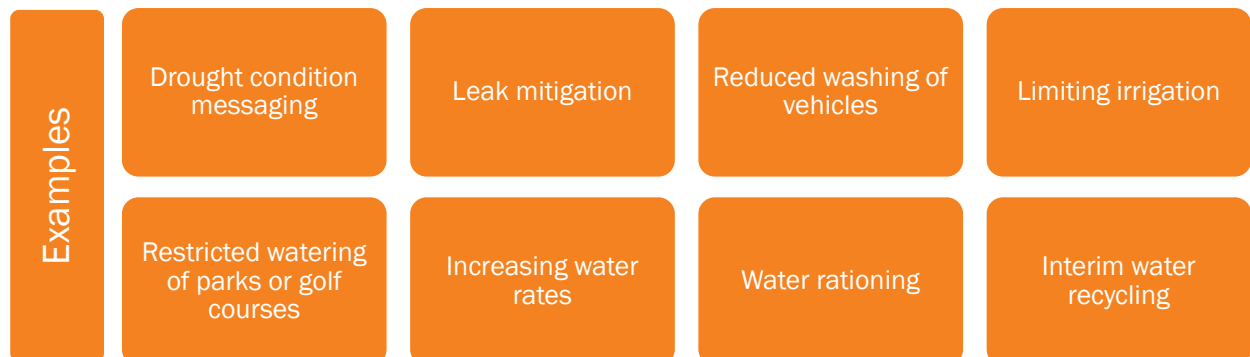 Examples
Drought condition
messaging
Leak mitigation
Reduced washing of
vehicles
Limiting irrigation
Restricted watering
of parks or golf
courses
Increasing water
rates
Water rationing
Interim water
recycling